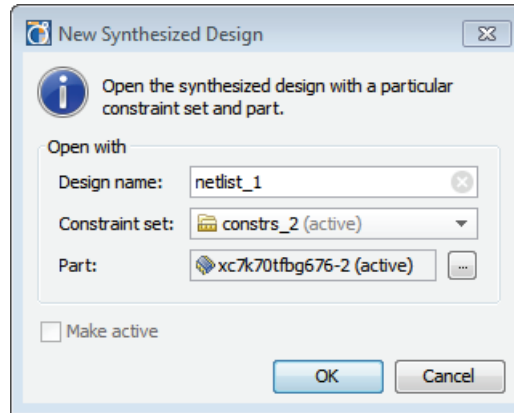 New Synthesized Design
Open the synthesized design with a particular
constraint set and part.
Open with
Design name: netlist_1
Constraint set: constrs_2 (active)
Part: xc7k70tfbg676-2 (active) ...
Make active
OK Cancel